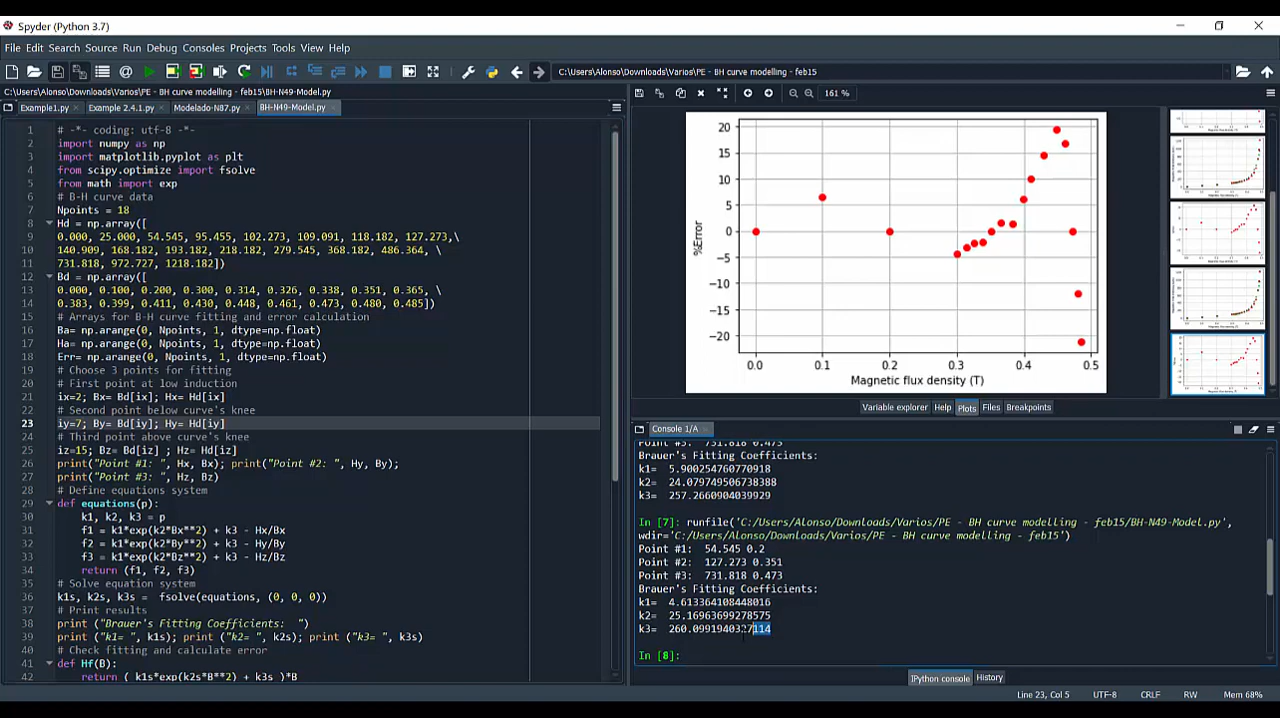 Spyder (Python 3.7)
File Edit Search Source Run Debug Consoles Projects Tools View Help
C:\Users\Alonso\Downloads\Varios\PE - BH curve modelling - feb15
C:\Users\Alonso\Downloads\Varios\PE - BH curve modelling - feb15\BH-N49-Model.py
Example1.py Example 2.4.1.py Modelado-N87.py BH-N49-Model.py
1 # -*- coding: utf-8 -*-
2 import numpy as np
3 import matplotlib.pyplot as plt
4 from scipy.optimize import fsolve
5 from math import exp
6 # B-H curve data
7 Npoints = 18
8 Hd = np.array([
9 0.000, 25.000, 54.545, 95.455, 102.273, 109.091, 118.182, 127.273,\
10 140.909, 168.182, 193.182, 218.182, 279.545, 368.182, 486.364, \
11 731.818, 972.727, 1218.182])
12 Bd = np.array([
13 0.000, 0.100, 0.200, 0.300, 0.314, 0.326, 0.338, 0.351, 0.365, \
14 0.383, 0.399, 0.411, 0.430, 0.448, 0.461, 0.473, 0.480, 0.485])
15 # Arrays for B-H curve fitting and error calculation
16 Ba= np.arange(0, Npoints, 1, dtype=np.float)
17 Ha= np.arange(0, Npoints, 1, dtype=np.float)
18 Err= np.arange(0, Npoints, 1, dtype=np.float)
19 # Choose 3 points for fitting
20 # First point at low induction
21 ix=2; Bx= Bd[ix]; Hx= Hd[ix]
22 # Second point below curve's knee
23 iy=7; By= Bd[iy]; Hy= Hd[iy]
24 # Third point above curve's knee
25 iz=15; Bz= Bd[iz] ; Hz= Hd[iz]
26 print("Point #1: ", Hx, Bx); print("Point #2: ", Hy, By);
27 print("Point #3: ", Hz, Bz)
28 # Define equations system
29 def equations(p):
30 k1, k2, k3 = p
31 f1 = k1*exp(k2*Bx**2) + k3 - Hx/Bx
32 f2 = k1*exp(k2*By**2) + k3 - Hy/By
33 f3 = k1*exp(k2*Bz**2) + k3 - Hz/Bz
34 return (f1, f2, f3)
35 # Solve equation system
36 k1s, k2s, k3s = fsolve(equations, (0, 0, 0))
37 # Print results
38 print ("Brauer's Fitting Coefficients: ")
39 print ("k1= ", k1s); print ("k2= ", k2s); print ("k3= ", k3s)
40 # Check fitting and calculate error
41 def Hf(B):
42 return ( k1s*exp(k2s*B**2) + k3s )*B
161 %
20
15
10
5
0
−5
−10
−15
−20
%Error
0.0 0.1 0.2 0.3 0.4 0.5
Magnetic flux density (T)
Variable explorer Help Plots Files Breakpoints
Console 1/A
Point #3: 731.818 0.473
Brauer's Fitting Coefficients:
k1= 5.900254760770918
k2= 24.079749506738388
k3= 257.2660904039929
In [7]: runfile('C:/Users/Alonso/Downloads/Varios/PE - BH curve modelling - feb15/BH-N49-Model.py',
wdir='C:/Users/Alonso/Downloads/Varios/PE - BH curve modelling - feb15')
Point #1: 54.545 0.2
Point #2: 127.273 0.351
Point #3: 731.818 0.473
Brauer's Fitting Coefficients:
k1= 4.613364108448016
k2= 25.16963699278575
k3= 260.0991940327114
In [8]:
IPython console History
Line 23, Col 5 UTF-8 CRLF RW Mem 68%